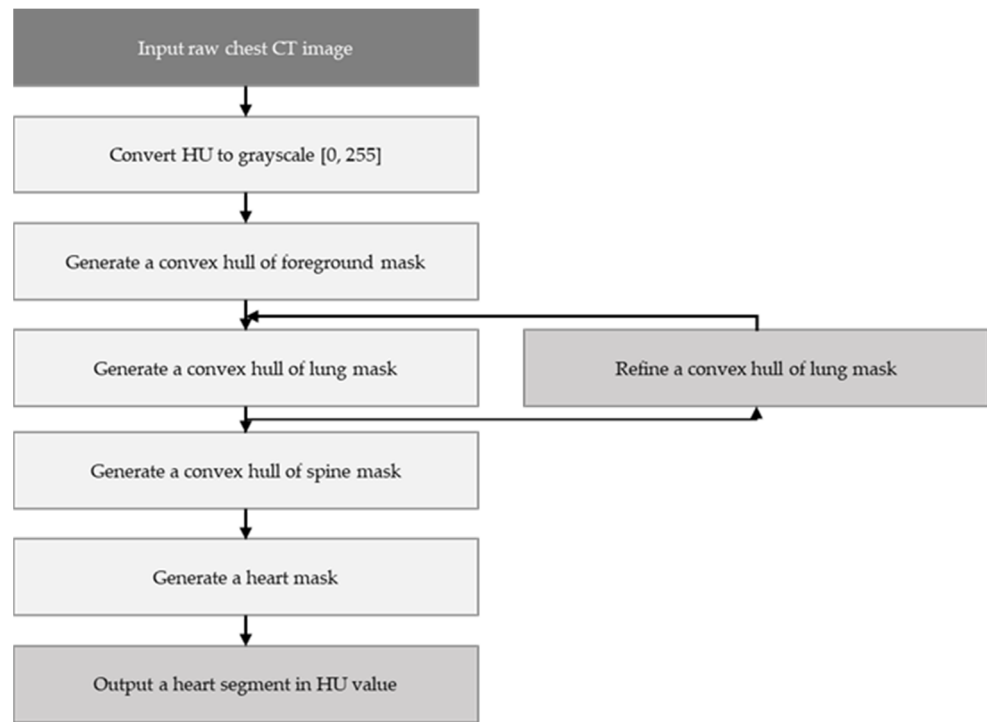 Input raw chest CT image
Convert HU to grayscale [0, 255]
Generate a convex hull of foreground mask
Generate a convex hull of lung mask
Refine a convex hull of lung mask
Generate a convex hull of spine mask
Generate a heart mask
Output a heart segment in HU value